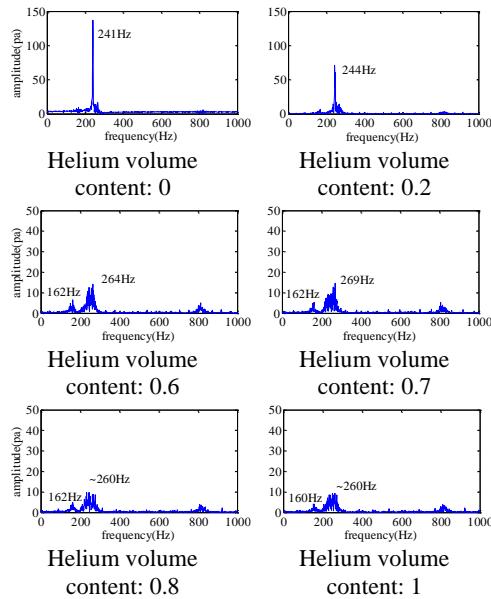 150
100
50
0
amplitude(pa)
241Hz
0 200 400 600 800 1000
frequency(Hz)
Helium volume
content: 0
150
100
50
0
244Hz
0 200 400 600 800 1000
frequency(Hz)
Helium volume
content: 0.2
50
40
30
20
10
0
amplitude(pa)
162Hz
264Hz
0 200 400 600 800 1000
frequency(Hz)
Helium volume
content: 0.6
50
40
30
20
10
0
162Hz
269Hz
0 200 400 600 800 1000
frequency(Hz)
Helium volume
content: 0.7
50
40
30
20
10
0
amplitude(pa)
162Hz
~260Hz
0 200 400 600 800 1000
frequency(Hz)
Helium volume
content: 0.8
50
40
30
20
10
0
160Hz
~260Hz
0 200 400 600 800 1000
frequency(Hz)
Helium volume
content: 1